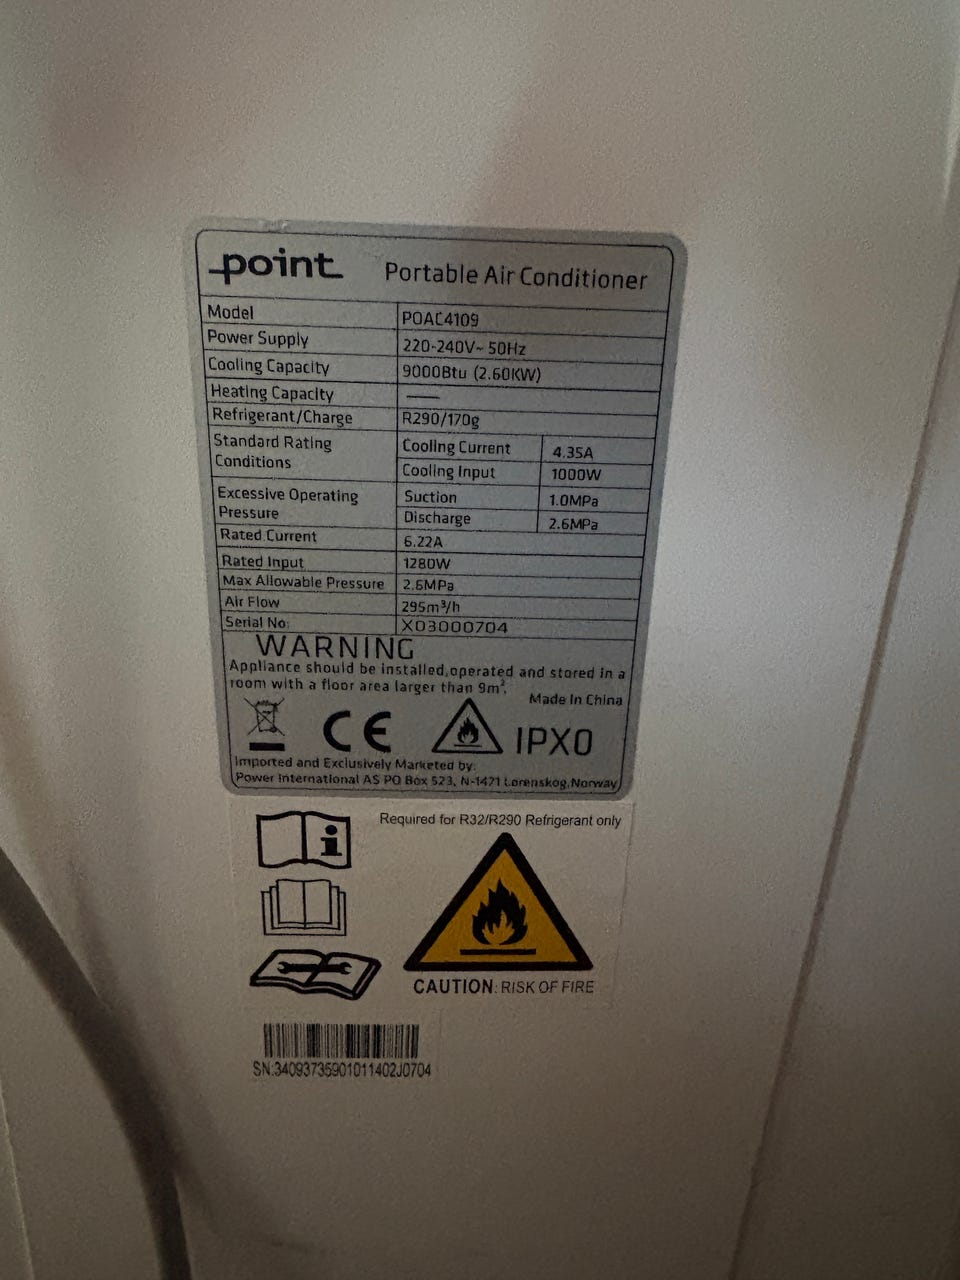 point Portable Air Conditioner
Model POAC4109
Power Supply 220-240V~ 50Hz
Cooling Capacity 9000Btu (2.60KW)
Heating Capacity ——
Refrigerant/Charge R290/170g
Standard Rating Conditions Cooling Current 4.35A
Cooling Input 1000W
Excessive Operating Pressure Suction 1.0MPa
Discharge 2.6MPa
Rated Current 6.22A
Rated Input 1280W
Max Allowable Pressure 2.6MPa
Air Flow 295m³/h
Serial No: X03000704
WARNING
Appliance should be installed,operated and stored in a
room with a floor area larger than 9m².
Made In China
CE IPX0
Imported and Exclusively Marketed by:
Power International AS PO Box 523, N-1471 Lørenskog,Norway
Required for R32/R290 Refrigerant only
CAUTION: RISK OF FIRE
SN:34093735901011402J0704